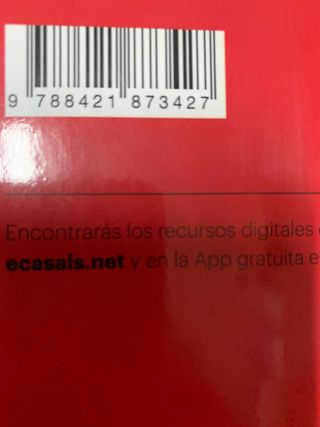 9 788421 873427
Encontrarás los recursos digitales
ecasals.net y en la App gratuita e